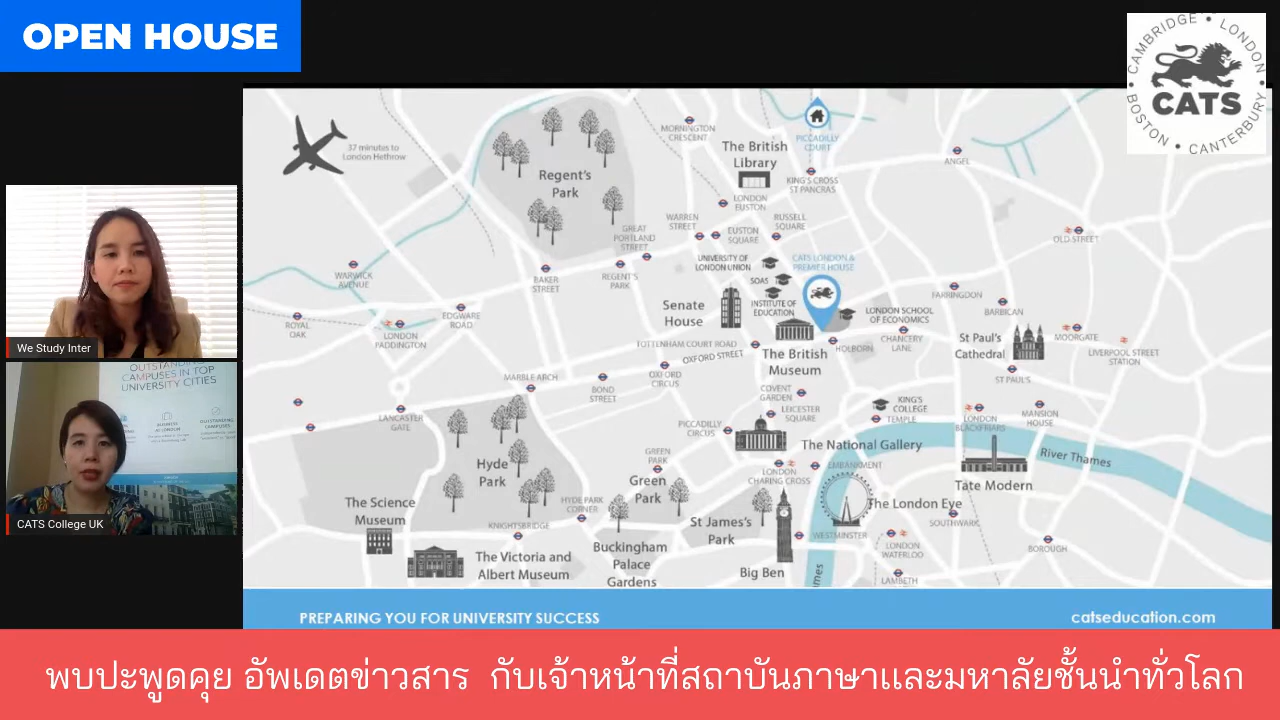 OPEN HOUSE
CAMBRIDGE • LONDON • CANTERBURY • BOSTON •
CATS
37 minutes to
London Hethrow
Regent's
Park
MORNINGTON
CRESCENT
The British
Library
PICCADILLY
COURT
KING'S CROSS
ST PANCRAS
ANGEL
LONDON
EUSTON
WARREN
STREET
EUSTON
SQUARE
RUSSELL
SQUARE
GREAT
PORTLAND
STREET
OLD STREET
WARWICK
AVENUE
BAKER
STREET
REGENT'S
PARK
UNIVERSITY OF
LONDON UNION
CATS LONDON &
PREMIER HOUSE
SOAS
INSTITUTE OF
EDUCATION
Senate
House
LONDON SCHOOL
OF ECONOMICS
FARRINGDON
BARBICAN
ROYAL
OAK
LONDON
PADDINGTON
EDGWARE
ROAD
TOTTENHAM COURT ROAD
OXFORD STREET
The British
Museum
HOLBORN
CHANCERY
LANE
St Paul's
Cathedral
MOORGATE
LIVERPOOL STREET
STATION
MARBLE ARCH
BOND
STREET
OXFORD
CIRCUS
ST PAUL'S
LANCASTER
GATE
COVENT
GARDEN
LEICESTER
SQUARE
PICCADILLY
CIRCUS
KING'S
COLLEGE
TEMPLE
LONDON
BLACKFRIARS
MANSION
HOUSE
The National Gallery
River Thames
Hyde
Park
GREEN
PARK
Green
Park
LONDON
CHARING CROSS
EMBANKMENT
Tate Modern
The Science
Museum
KNIGHTSBRIDGE
HYDE PARK
CORNER
St James's
Park
The London Eye
SOUTHWARK
WESTMINSTER
LONDON
WATERLOO
BOROUGH
The Victoria and
Albert Museum
Buckingham
Palace
Gardens
Big Ben
LAMBETH
We Study Inter
OUTSTANDING
CAMPUSES IN TOP
UNIVERSITY CITIES
CATS College UK
PREPARING YOU FOR UNIVERSITY SUCCESS
catseducation.com
พบปะพูดคุย อัพเดตข่าวสาร กับเจ้าหน้าที่สถาบันภาษาและมหาลัยชั้นนำทั่วโลก